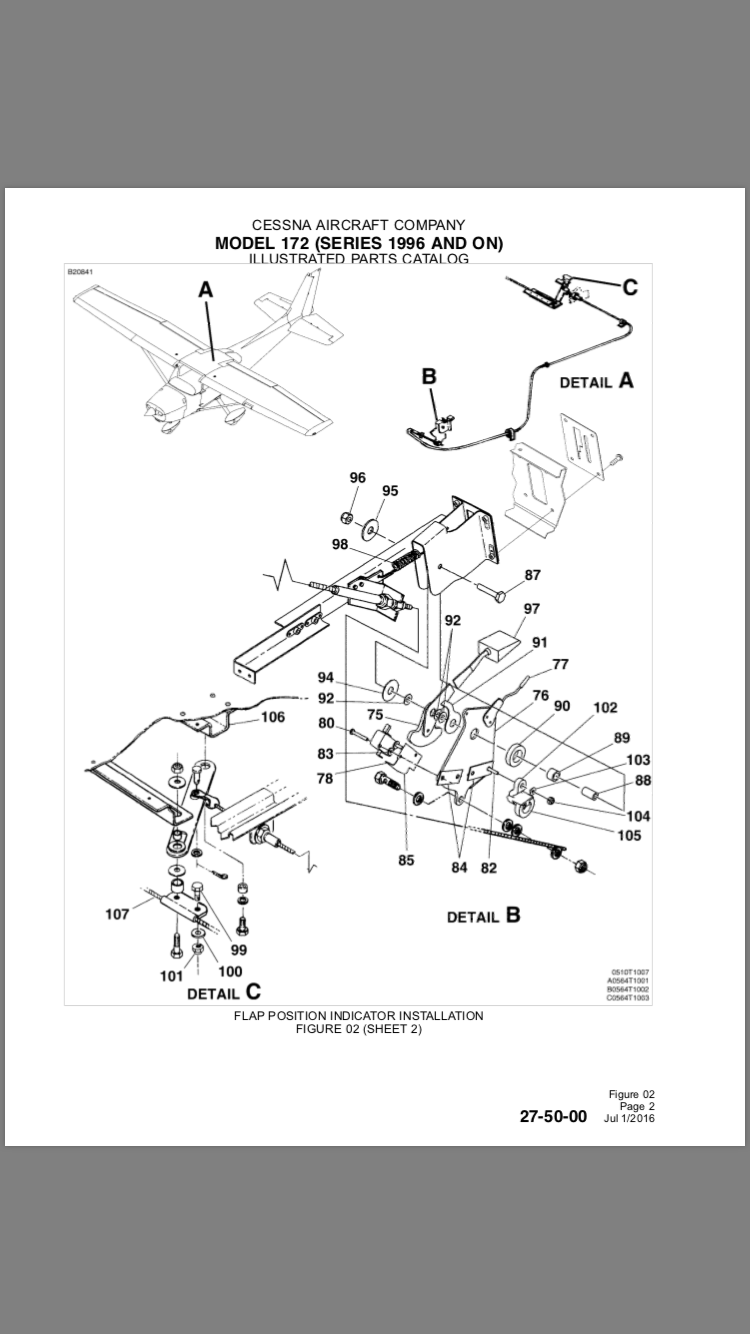 CESSNA AIRCRAFT COMPANY
MODEL 172 (SERIES 1996 AND ON)
ILLUSTRATED PARTS CATALOG
B20841
A
C
DETAIL A
B
96
95
98
87
97
92
91
77
94
92
76
102
90
75
106
80
89
83
103
78
88
104
105
85
84
82
107
99
100
101
DETAIL B
DETAIL C
0510T1007
A0564T1001
B0564T1002
C0564T1003
FLAP POSITION INDICATOR INSTALLATION
FIGURE 02 (SHEET 2)
Figure 02
Page 2
27-50-00 Jul 1/2016